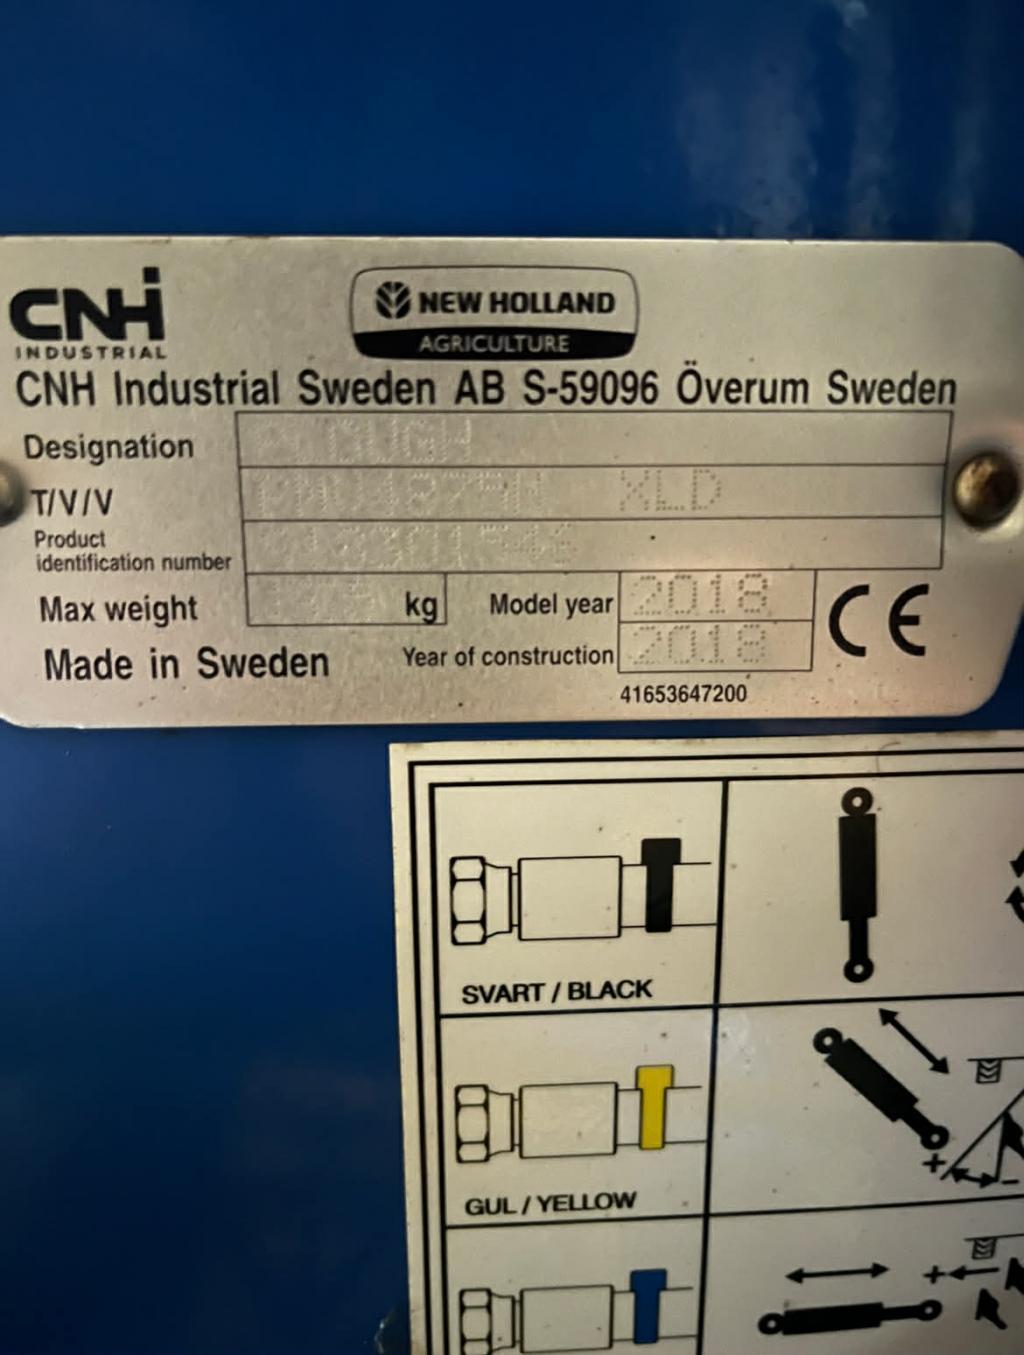 CNHi
INDUSTRIAL
NEW HOLLAND
AGRICULTURE
CNH Industrial Sweden AB S-59096 Överum Sweden
Designation
T/V/V XLD
Product
identification number
Max weight kg Model year 2018
Made in Sweden Year of construction 2018
CE
41653647200
SVART / BLACK
GUL / YELLOW
+
-
+